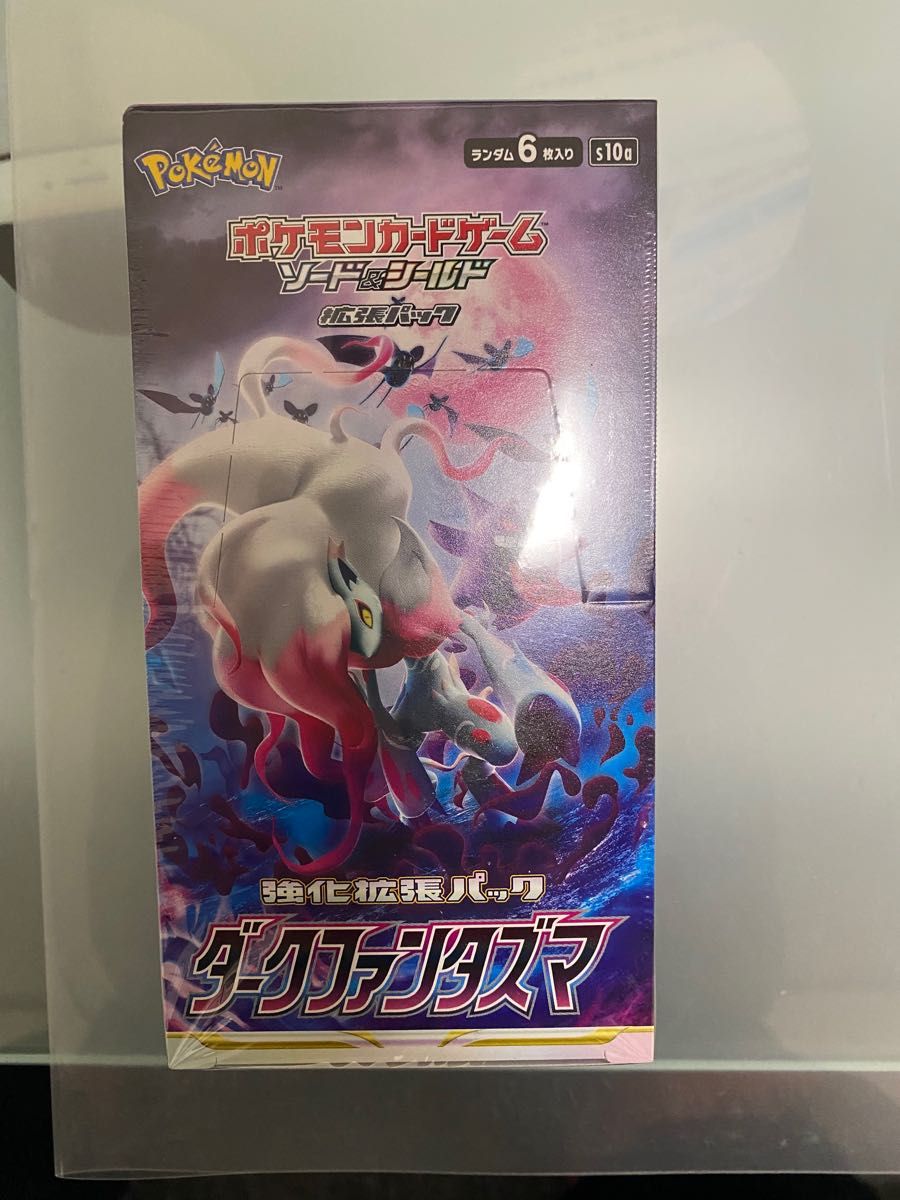 POKéMON
ランダム6枚入り s10a
ポケモンカードゲーム
ソード&シールド
拡張パック
強化拡張パック
ダークファンタズマ